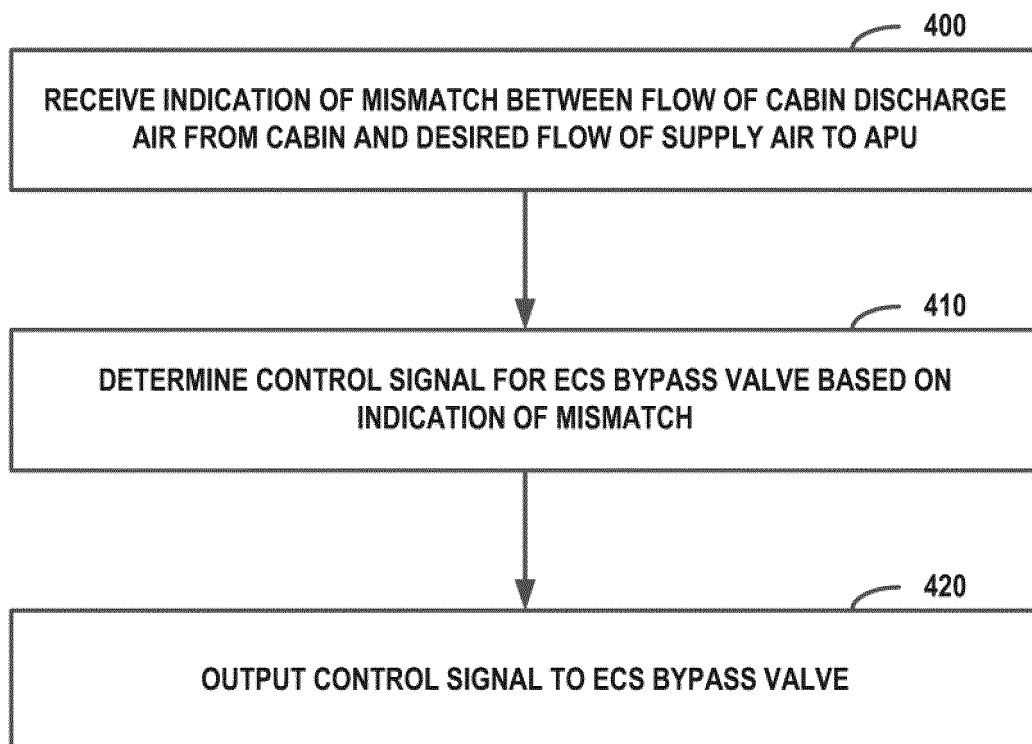 400
RECEIVE INDICATION OF MISMATCH BETWEEN FLOW OF CABIN DISCHARGE
AIR FROM CABIN AND DESIRED FLOW OF SUPPLY AIR TO APU
410
DETERMINE CONTROL SIGNAL FOR ECS BYPASS VALVE BASED ON
INDICATION OF MISMATCH
420
OUTPUT CONTROL SIGNAL TO ECS BYPASS VALVE